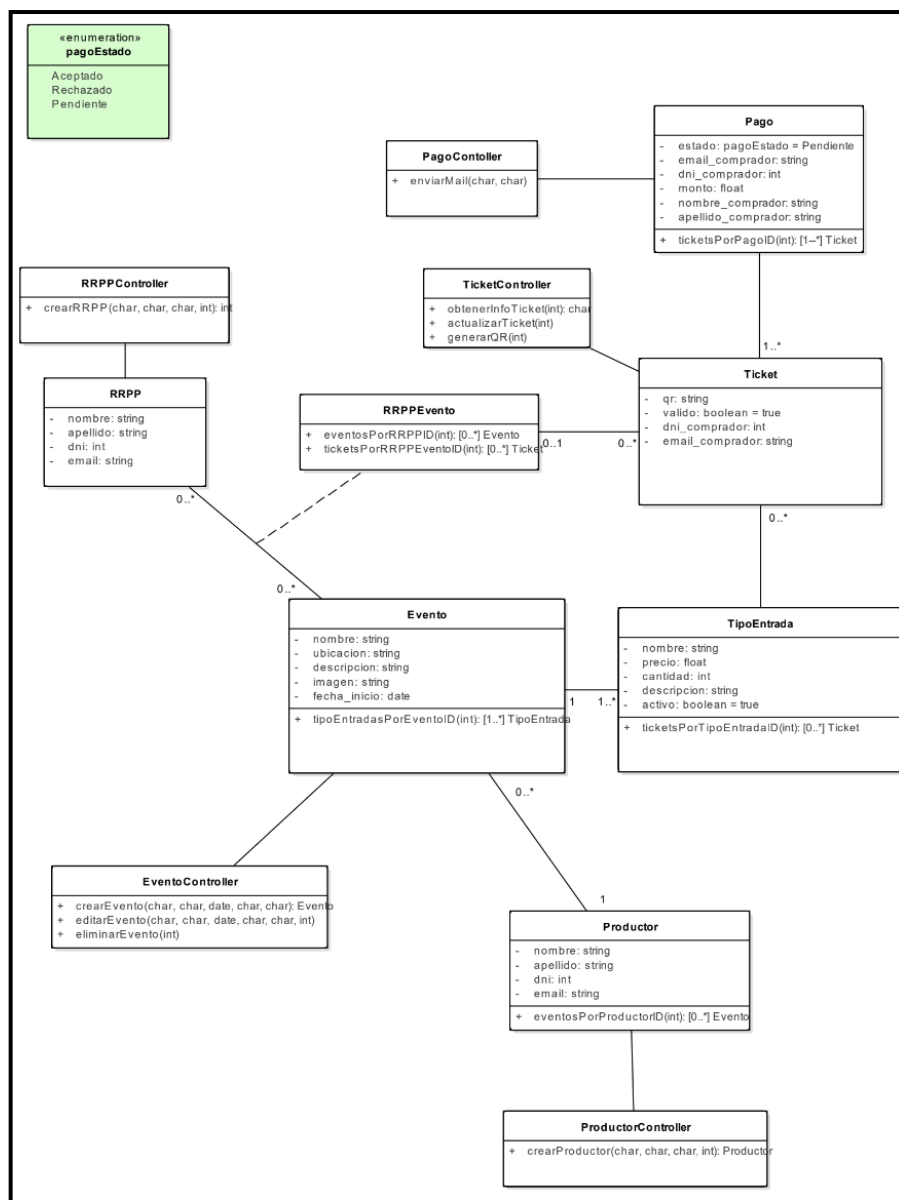 «enumeration»
pagoEstado
Aceptado
Rechazado
Pendiente
Pago
- estado: pagoEstado = Pendiente
- email_comprador: string
- dni_comprador: int
- monto: float
- nombre_comprador: string
- apellido_comprador: string
+ ticketsPorPagoID(int): [1–*] Ticket
PagoContoller
+ enviarMail(char, char)
RRPPController
+ crearRRPP(char, char, char, int): int
TicketController
+ obtenerInfoTicket(int): char
+ actualizarTicket(int)
+ generarQR(int)
1..*
Ticket
- qr: string
- valido: boolean = true
- dni_comprador: int
- email_comprador: string
RRPP
- nombre: string
- apellido: string
- dni: int
- email: string
RRPPEvento
+ eventosPorRRPPID(int): [0..*] Evento
+ ticketsPorRRPPEventoID(int): [0..*] Ticket
0..1
0..*
0..*
0..*
0..*
Evento
- nombre: string
- ubicacion: string
- descripcion: string
- imagen: string
- fecha_inicio: date
+ tipoEntradasPorEventoID(int): [1..*] TipoEntrada
1
1..*
TipoEntrada
- nombre: string
- precio: float
- cantidad: int
- descripcion: string
- activo: boolean = true
+ ticketsPorTipoEntradaID(int): [0..*] Ticket
0..*
EventoController
+ crearEvento(char, char, date, char, char): Evento
+ editarEvento(char, char, date, char, char, int)
+ eliminarEvento(int)
1
Productor
- nombre: string
- apellido: string
- dni: int
- email: string
+ eventosPorProductorID(int): [0..*] Evento
ProductorController
+ crearProductor(char, char, char, int): Productor